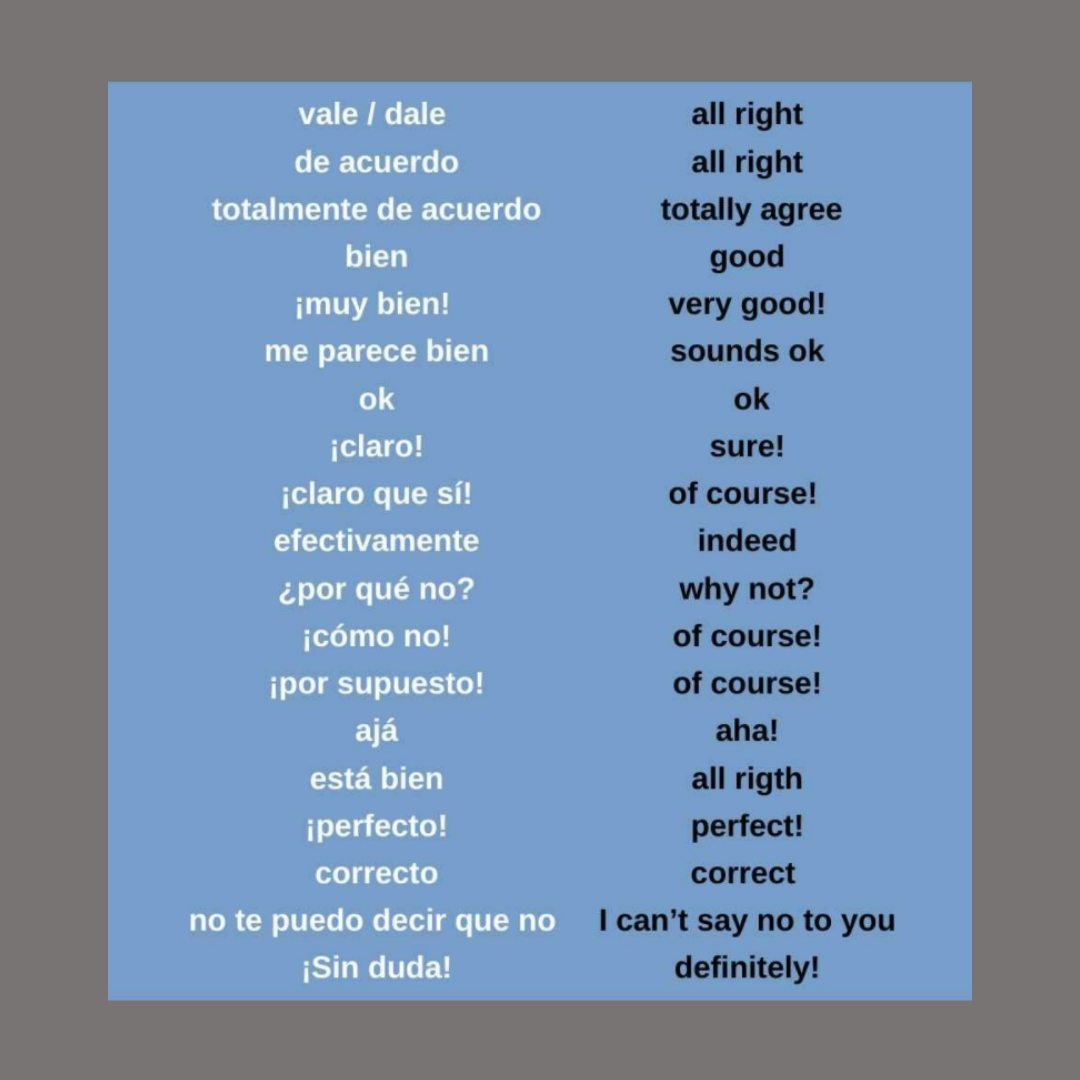 vale / dale all right
de acuerdo all right
totalmente de acuerdo totally agree
bien good
¡muy bien! very good!
me parece bien sounds ok
ok ok
¡claro! sure!
¡claro que sí! of course!
efectivamente indeed
¿por qué no? why not?
¡cómo no! of course!
¡por supuesto! of course!
ajá aha!
está bien all rigth
¡perfecto! perfect!
correcto correct
no te puedo decir que no I can’t say no to you
¡Sin duda! definitely!